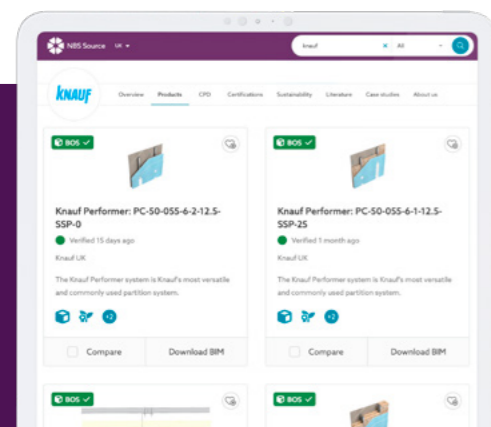 NBS Source UK knauf × All
KNAUF Overview Products CPD Certifications Sustainability Literature Case studies About us
BOS ✓ BOS ✓
Knauf Performer: PC-50-055-6-2-12.5-
SSP-0
Verified 15 days ago
Knauf UK
The Knauf Performer system is Knauf's most versatile
and commonly used partition system.
+2
Compare Download BIM
Knauf Performer: PC-50-055-6-1-12.5-
SSP-25
Verified 1 month ago
Knauf UK
The Knauf Performer system is Knauf's most versatile
and commonly used partition system.
+2
Compare Download BIM
BOS ✓ BOS ✓